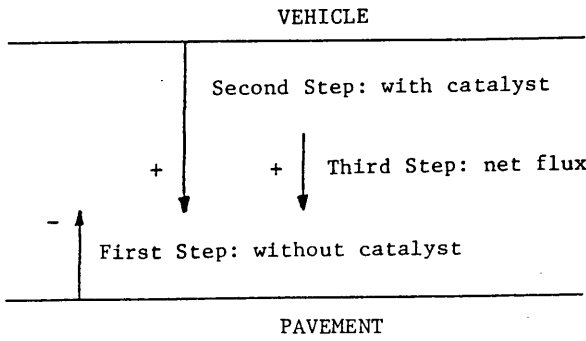 VEHICLE
Second Step: with catalyst
+
+
Third Step: net flux
-
First Step: without catalyst
PAVEMENT